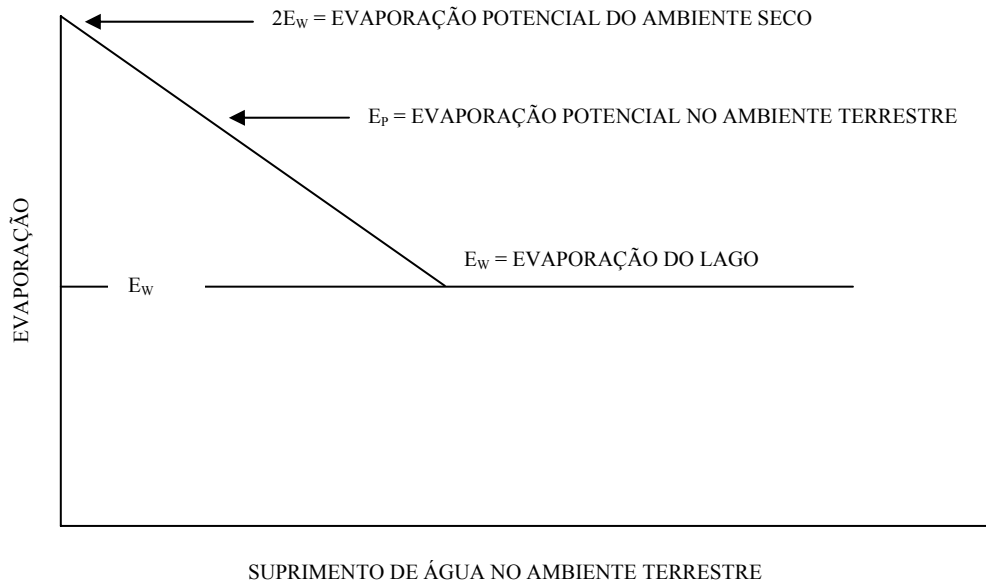 2EW = EVAPORAÇÃO POTENCIAL DO AMBIENTE SECO
EP = EVAPORAÇÃO POTENCIAL NO AMBIENTE TERRESTRE
EW = EVAPORAÇÃO DO LAGO
EW
EVAPORAÇÃO
SUPRIMENTO DE ÁGUA NO AMBIENTE TERRESTRE